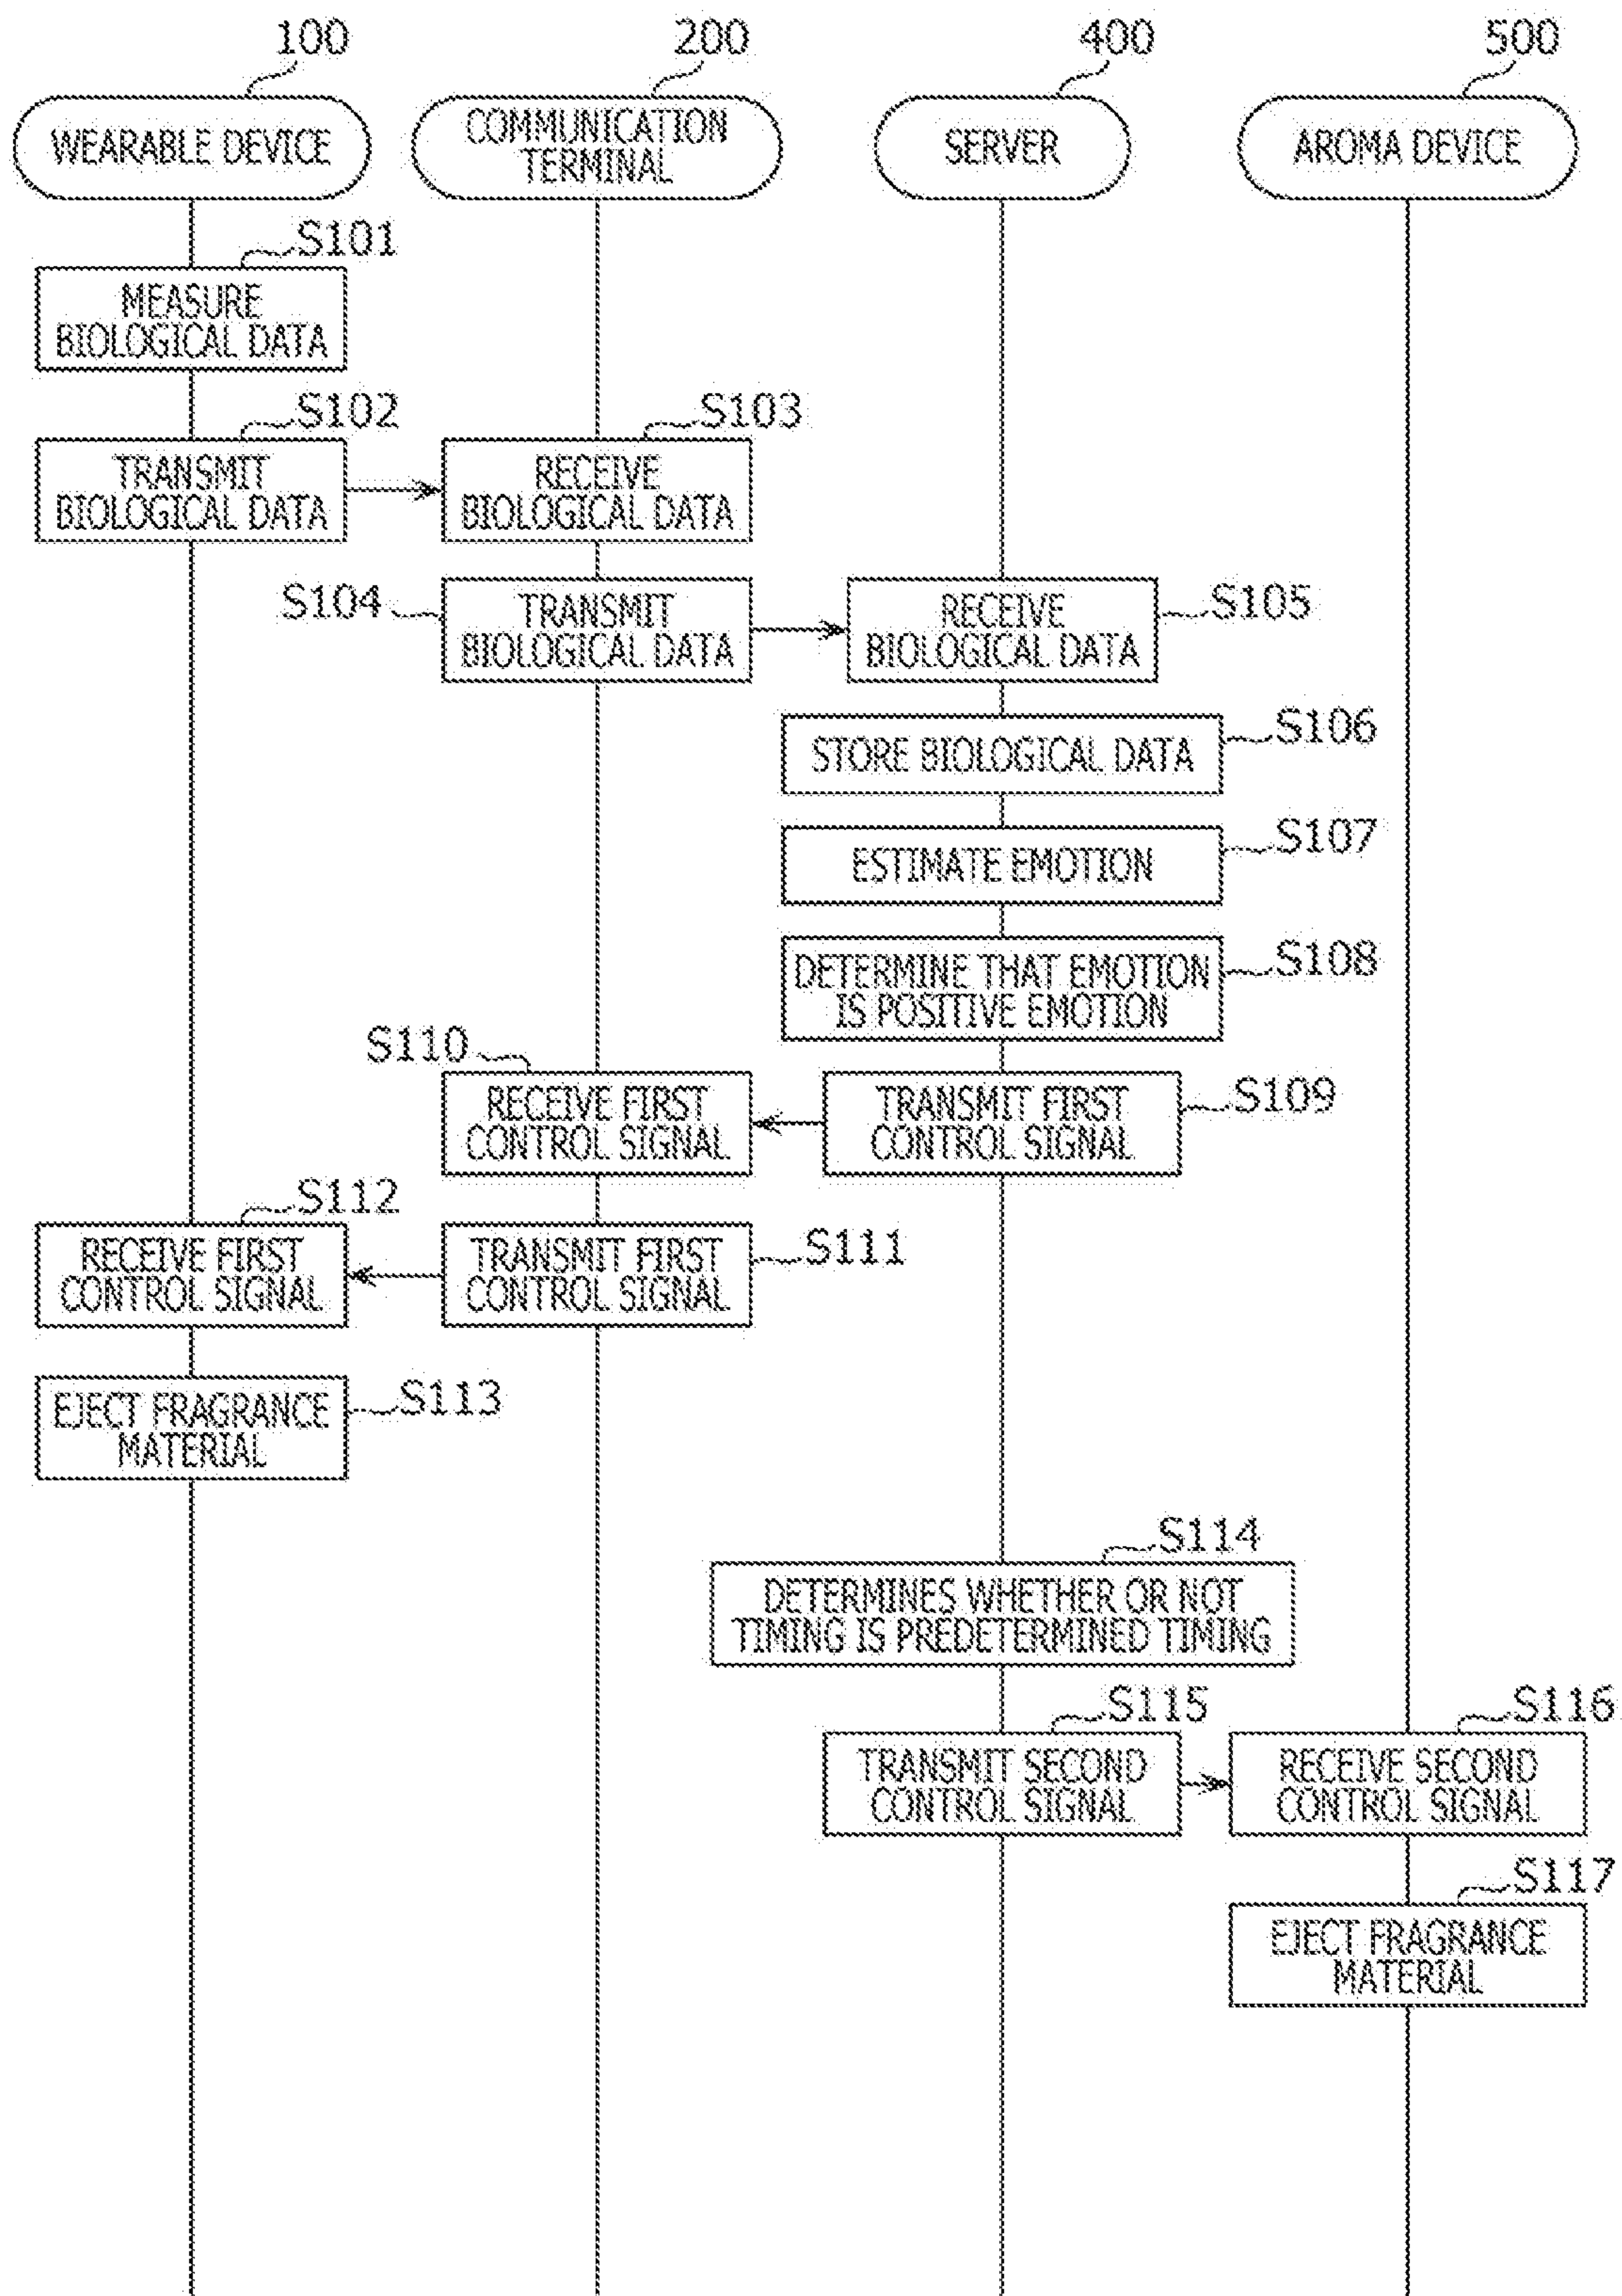 100
200
400
500
WEARABLE DEVICE
COMMUNICATION
TERMINAL
SERVER
AROMA DEVICE
S101
MEASURE
BIOLOGICAL DATA
S102
TRANSMIT
BIOLOGICAL DATA
S103
RECEIVE
BIOLOGICAL DATA
S104
TRANSMIT
BIOLOGICAL DATA
RECEIVE
BIOLOGICAL DATA
S105
STORE BIOLOGICAL DATA
S106
ESTIMATE EMOTION
S107
DETERMINE THAT EMOTION
IS POSITIVE EMOTION
S108
S110
RECEIVE FIRST
CONTROL SIGNAL
TRANSMIT FIRST
CONTROL SIGNAL
S109
S112
RECEIVE FIRST
CONTROL SIGNAL
TRANSMIT FIRST
CONTROL SIGNAL
S111
EJECT FRAGRANCE
MATERIAL
S113
S114
DETERMINES WHETHER OR NOT
TIMING IS PREDETERMINED TIMING
S115
TRANSMIT SECOND
CONTROL SIGNAL
S116
RECEIVE SECOND
CONTROL SIGNAL
S117
EJECT FRAGRANCE
MATERIAL